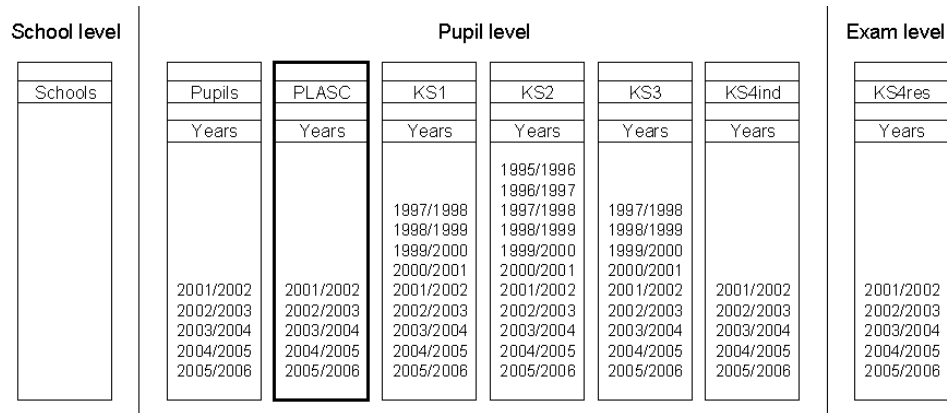 School level
Pupil level
Exam level
Schools
Pupils
PLASC
KS1
KS2
KS3
KS4ind
KS4res
Years
Years
Years
Years
Years
Years
Years
1995/1996
1996/1997
1997/1998 1997/1998 1997/1998
1998/1999 1998/1999 1998/1999
1999/2000 1999/2000 1999/2000
2000/2001 2000/2001 2000/2001
2001/2002 2001/2002 2001/2002 2001/2002 2001/2002 2001/2002 2001/2002
2002/2003 2002/2003 2002/2003 2002/2003 2002/2003 2002/2003 2002/2003
2003/2004 2003/2004 2003/2004 2003/2004 2003/2004 2003/2004 2003/2004
2004/2005 2004/2005 2004/2005 2004/2005 2004/2005 2004/2005 2004/2005
2005/2006 2005/2006 2005/2006 2005/2006 2005/2006 2005/2006 2005/2006